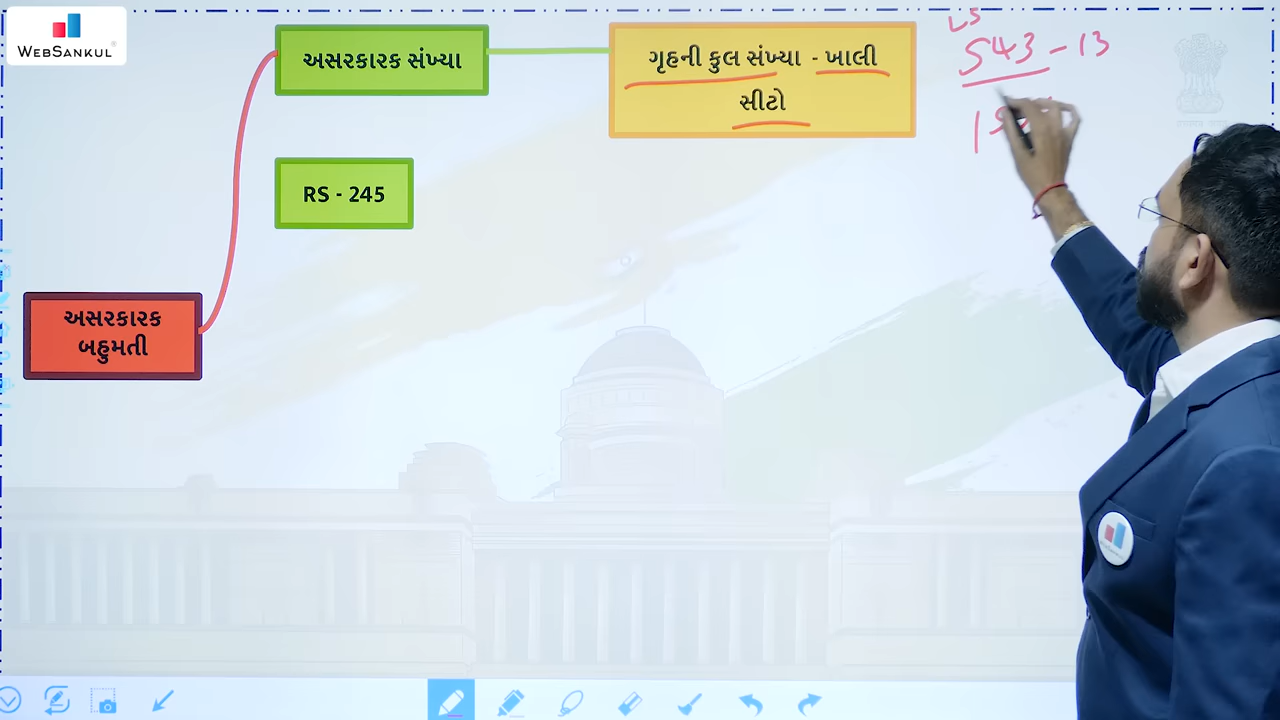 WEBSANKUL
અસરકારક સંખ્યા
ગૃહની કુલ સંખ્યા - ખાલી
સીટો
LS
543 - 13
RS - 245
અસરકારક
બહુમતી